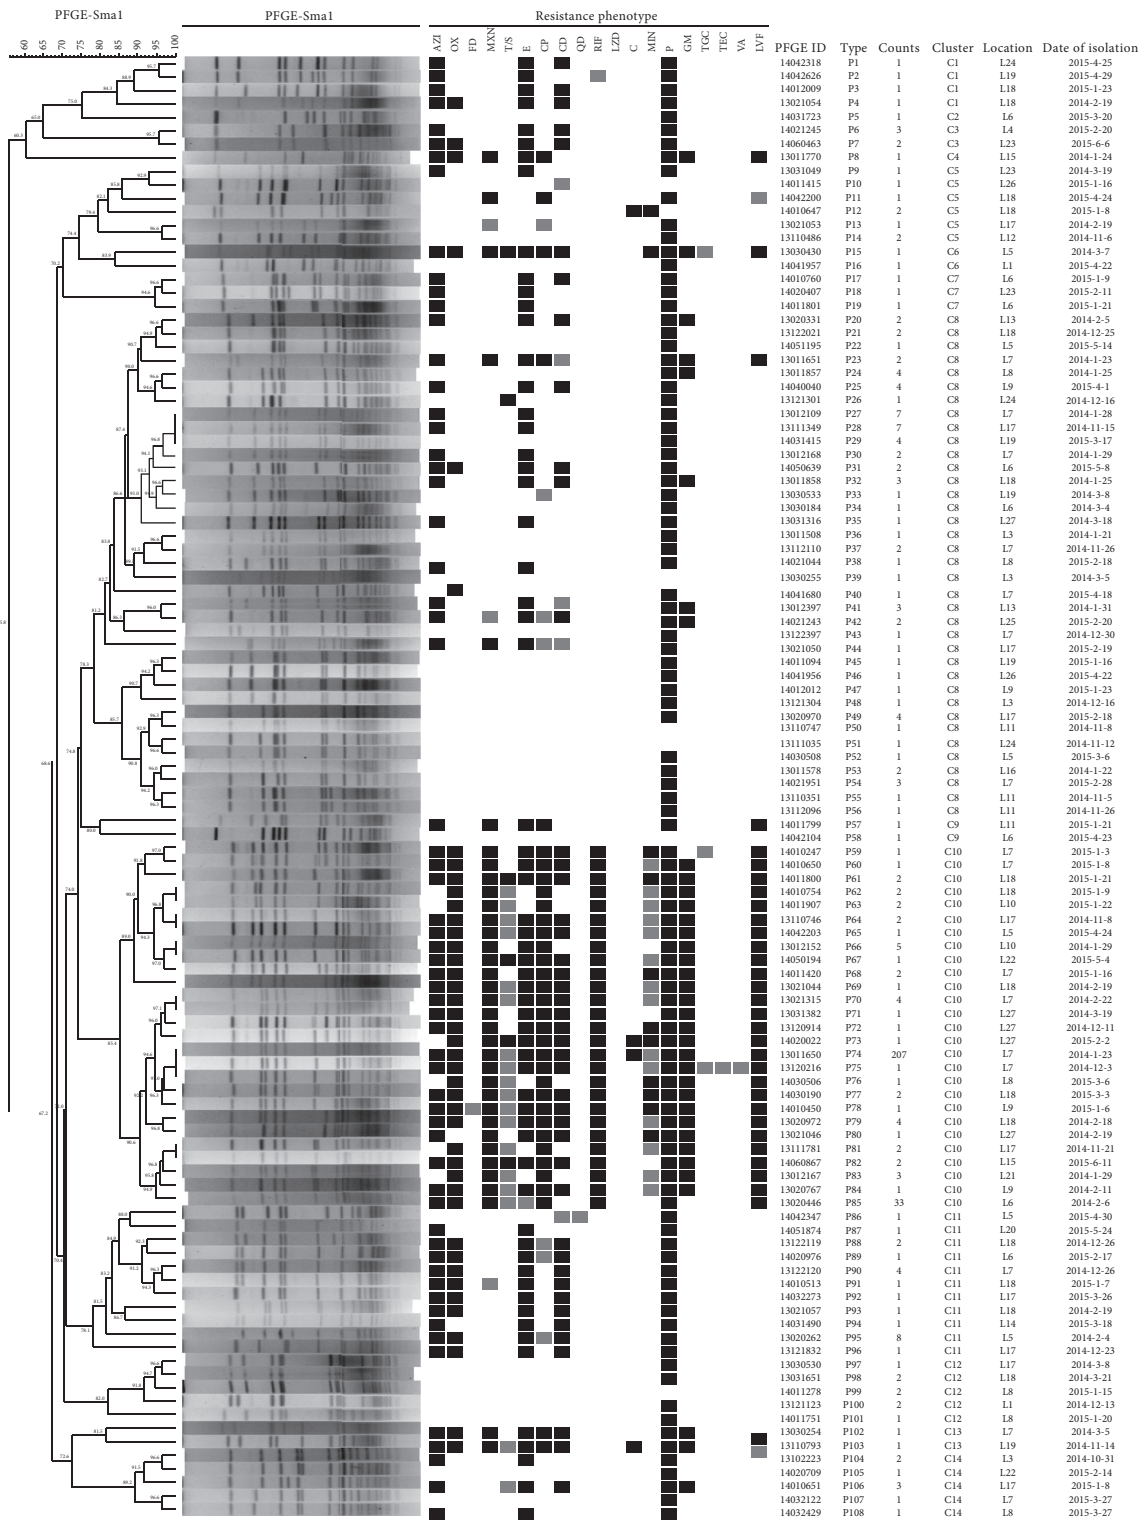 PFGE-Sma1 PFGE-Sma1 Resistance phenotype
60 65 70 75 80 85 90 95 100 AZI OX FD MXN T/S E CP CD QD RIF LZD C MIN P GM TGC TEC VA LVF
PFGE ID Type Counts Cluster Location Date of isolation
14042318 P1 1 C1 L24 2015-4-25
14042626 P2 1 C1 L19 2015-4-29
14012009 P3 1 C1 L18 2015-1-23
13021054 P4 1 C1 L18 2014-2-19
14031723 P5 1 C2 L6 2015-3-20
14021245 P6 3 C3 L4 2015-2-20
14060463 P7 2 C3 L23 2015-6-6
13011770 P8 1 C4 L15 2014-1-24
13031049 P9 1 C5 L23 2014-3-19
14011415 P10 1 C5 L26 2015-1-16
14042200 P11 1 C5 L18 2015-4-24
14010647 P12 2 C5 L18 2015-1-8
13021053 P13 1 C5 L17 2014-2-19
13110486 P14 2 C5 L12 2014-11-6
13030430 P15 1 C6 L5 2014-3-7
14041957 P16 1 C6 L1 2015-4-22
14010760 P17 1 C7 L6 2015-1-9
14020407 P18 1 C7 L23 2015-2-11
14011801 P19 1 C7 L6 2015-1-21
13020331 P20 2 C8 L13 2014-2-5
13122021 P21 2 C8 L18 2014-12-25
14051195 P22 1 C8 L5 2015-5-14
13011651 P23 2 C8 L7 2014-1-23
13011857 P24 4 C8 L8 2014-1-25
14040040 P25 4 C8 L9 2015-4-1
13121301 P26 1 C8 L24 2014-12-16
13012109 P27 7 C8 L7 2014-1-28
13111349 P28 7 C8 L17 2014-11-15
14031415 P29 4 C8 L19 2015-3-17
13012168 P30 2 C8 L7 2014-1-29
14050639 P31 2 C8 L6 2015-5-8
13011858 P32 3 C8 L18 2014-1-25
13030533 P33 1 C8 L19 2014-3-8
13030184 P34 1 C8 L6 2014-3-4
13031316 P35 1 C8 L27 2014-3-18
13011508 P36 1 C8 L3 2014-1-21
13112110 P37 2 C8 L7 2014-11-26
14021044 P38 1 C8 L8 2015-2-18
13030255 P39 1 C8 L3 2014-3-5
14041680 P40 1 C8 L7 2015-4-18
13012397 P41 3 C8 L13 2014-1-31
14021243 P42 2 C8 L25 2015-2-20
13122397 P43 1 C8 L7 2014-12-30
13021050 P44 1 C8 L17 2015-2-19
14011094 P45 1 C8 L19 2015-1-16
14041956 P46 1 C8 L26 2015-4-22
14012012 P47 1 C8 L9 2015-1-23
13121304 P48 1 C8 L3 2014-12-16
13020970 P49 4 C8 L17 2015-2-18
13110747 P50 1 C8 L11 2014-11-8
13111035 P51 1 C8 L24 2014-11-12
14030508 P52 1 C8 L5 2015-3-6
13011578 P53 2 C8 L16 2014-1-22
14021951 P54 3 C8 L7 2015-2-28
13110351 P55 1 C8 L11 2014-11-5
13112096 P56 1 C8 L11 2014-11-26
14011799 P57 1 C9 L11 2015-1-21
14042104 P58 1 C9 L6 2015-4-23
14010247 P59 1 C10 L7 2015-1-3
14010650 P60 1 C10 L7 2015-1-8
14011800 P61 2 C10 L18 2015-1-21
14010754 P62 2 C10 L18 2015-1-9
14011907 P63 2 C10 L10 2015-1-22
13110746 P64 2 C10 L17 2014-11-8
14042203 P65 1 C10 L5 2015-4-24
13012152 P66 5 C10 L10 2014-1-29
14050194 P67 1 C10 L22 2015-5-4
14011420 P68 2 C10 L7 2015-1-16
13021044 P69 1 C10 L18 2014-2-19
13021315 P70 4 C10 L7 2014-2-22
13031382 P71 1 C10 L27 2014-3-19
13120914 P72 1 C10 L27 2014-12-11
14020022 P73 1 C10 L27 2015-2-2
13011650 P74 207 C10 L7 2014-1-23
13120216 P75 1 C10 L7 2014-12-3
14030506 P76 1 C10 L8 2015-3-6
14030190 P77 2 C10 L18 2015-3-3
14010450 P78 1 C10 L9 2015-1-6
13020972 P79 4 C10 L18 2014-2-18
13021046 P80 1 C10 L27 2014-2-19
13111781 P81 2 C10 L17 2014-11-21
14060867 P82 2 C10 L15 2015-6-11
13012167 P83 3 C10 L21 2014-1-29
13020767 P84 1 C10 L9 2014-2-11
13020446 P85 33 C10 L6 2014-2-6
14042347 P86 1 C11 L5 2015-4-30
14051874 P87 1 C11 L20 2015-5-24
13122119 P88 2 C11 L18 2014-12-26
14020976 P89 1 C11 L6 2015-2-17
13122120 P90 4 C11 L7 2014-12-26
14010513 P91 1 C11 L18 2015-1-7
14032273 P92 1 C11 L17 2015-3-26
13021057 P93 1 C11 L18 2014-2-19
14031490 P94 1 C11 L14 2015-3-18
13020262 P95 8 C11 L5 2014-2-4
13121832 P96 1 C11 L17 2014-12-23
13030530 P97 1 C12 L17 2014-3-8
13031651 P98 2 C12 L18 2014-3-21
14011278 P99 2 C12 L8 2015-1-15
13121123 P100 2 C12 L1 2014-12-13
14011751 P101 1 C12 L8 2015-1-20
13030254 P102 1 C13 L7 2014-3-5
13110793 P103 1 C13 L19 2014-11-14
13102223 P104 2 C14 L3 2014-10-31
14020709 P105 1 C14 L22 2015-2-14
14010651 P106 3 C14 L17 2015-1-8
14032122 P107 1 C14 L7 2015-3-27
14032429 P108 1 C14 L8 2015-3-27